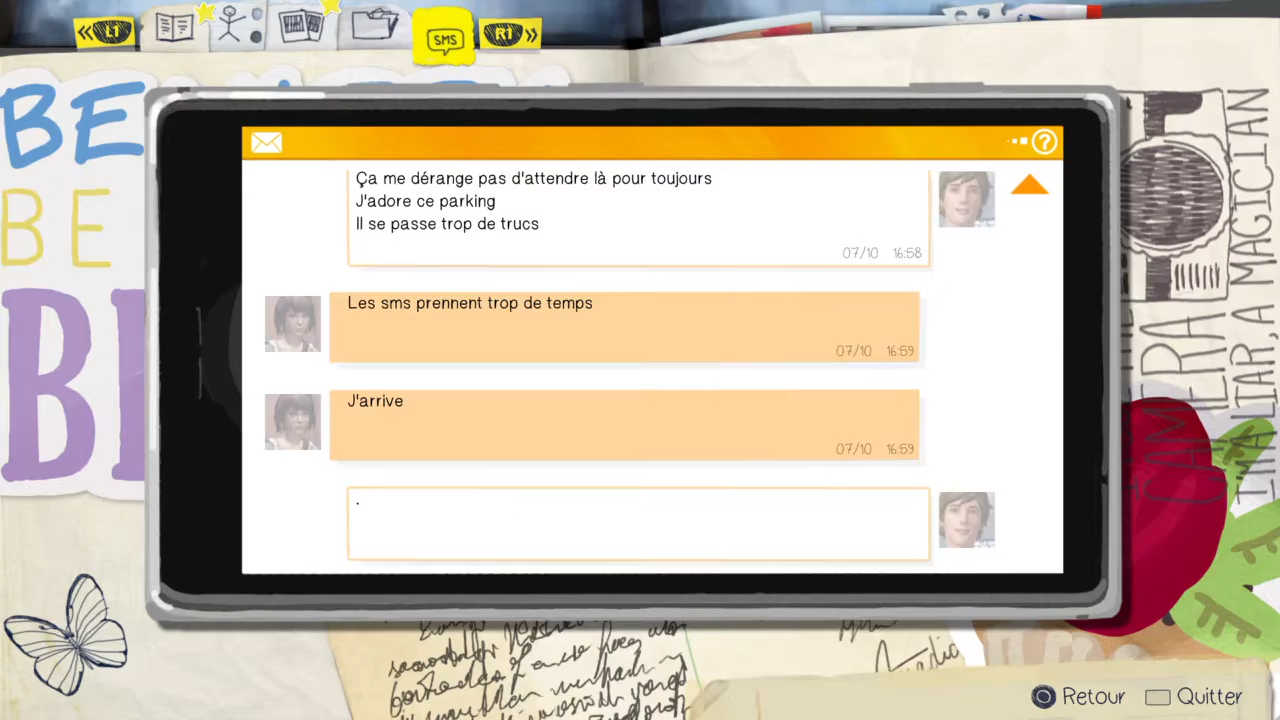 L1
SMS
R1
Ça me dérange pas d'attendre là pour toujours
J'adore ce parking
Il se passe trop de trucs
07/10 16:58
Les sms prennent trop de temps
07/10 16:59
J'arrive
07/10 16:59
.
?
BE
BE
CAMERA
LIAR, A MAGICIAN
Retour
Quitter